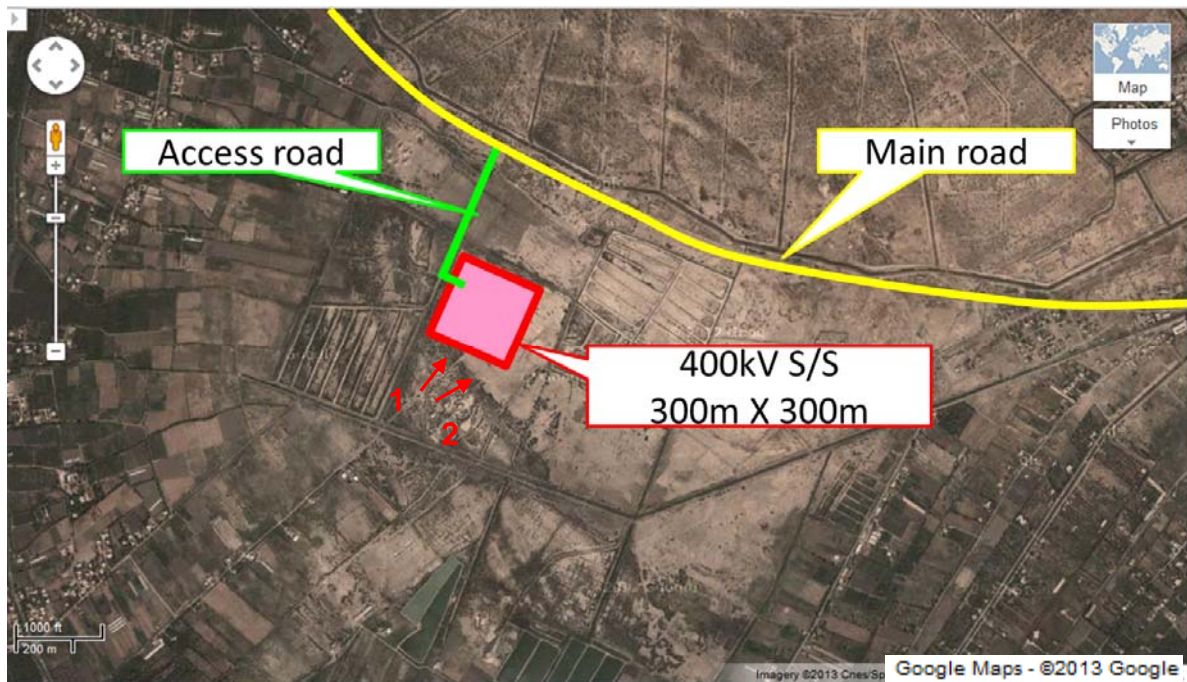 Map
Photos
Access road
Main road
400kV S/S
300m X 300m
1
2
1000 ft
200 m
Imagery ©2013 Cnes/Sp
Google Maps - ©2013 Google